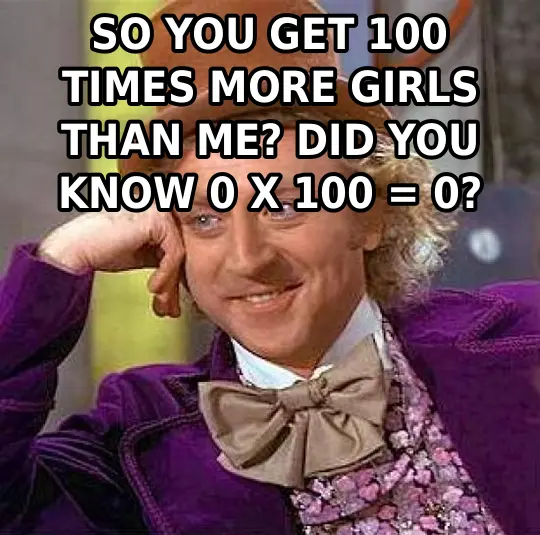 SO YOU GET 100
TIMES MORE GIRLS
THAN ME? DID YOU
KNOW 0 X 100 = 0?